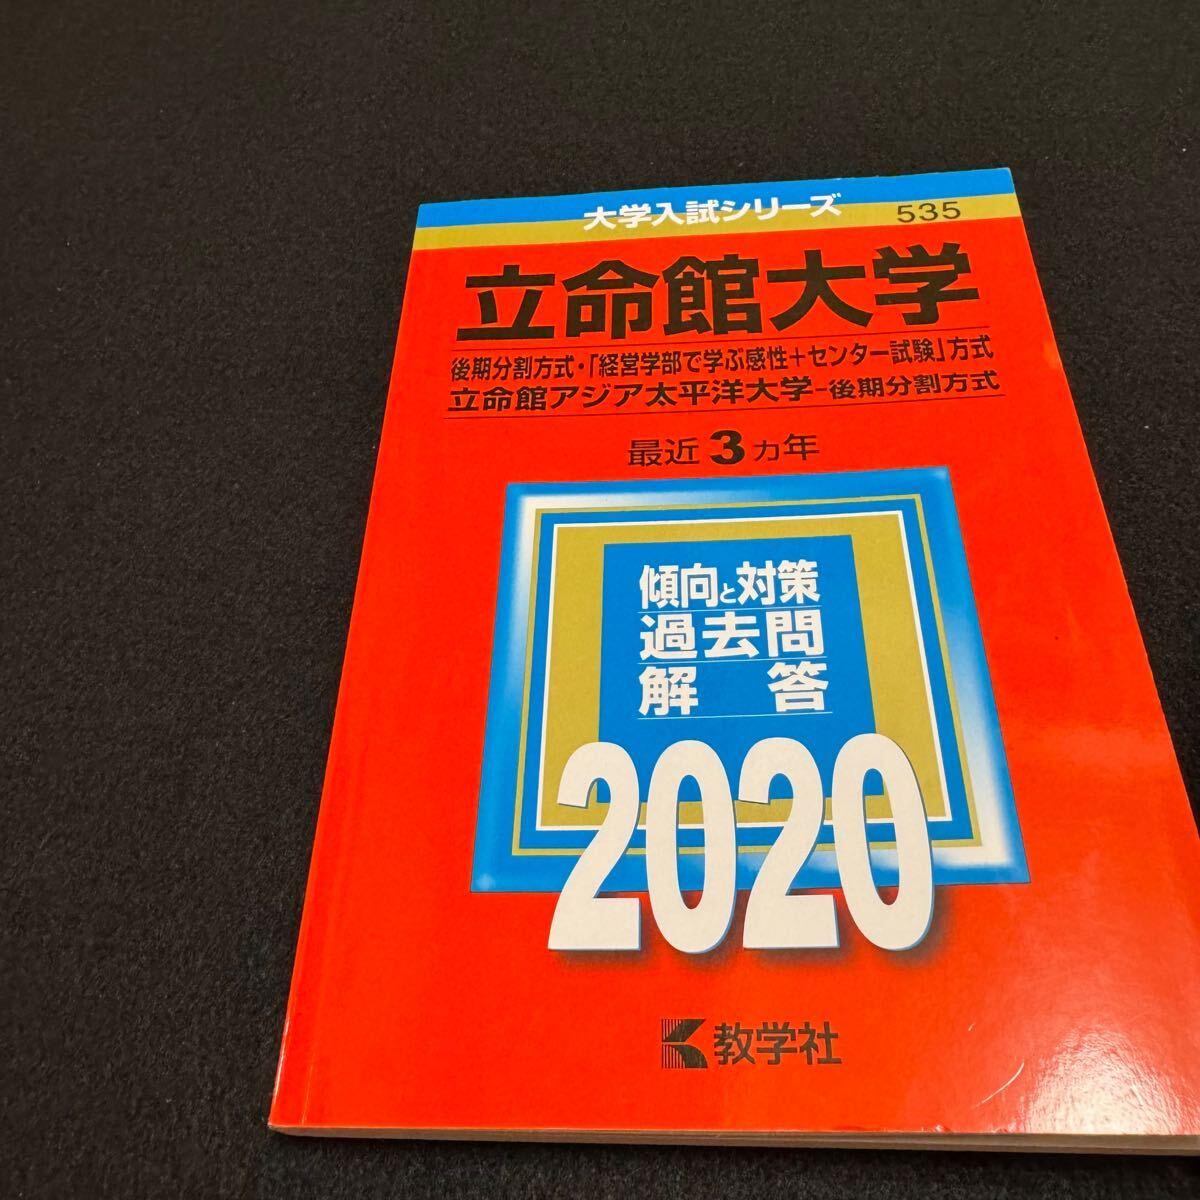 大学入試シリーズ 535
立命館大学
後期分割方式・「経営学部で学ぶ感性+センター試験」方式
立命館アジア太平洋大学-後期分割方式
最近3カ年
傾向と対策
過去問
解答
2020
教学社